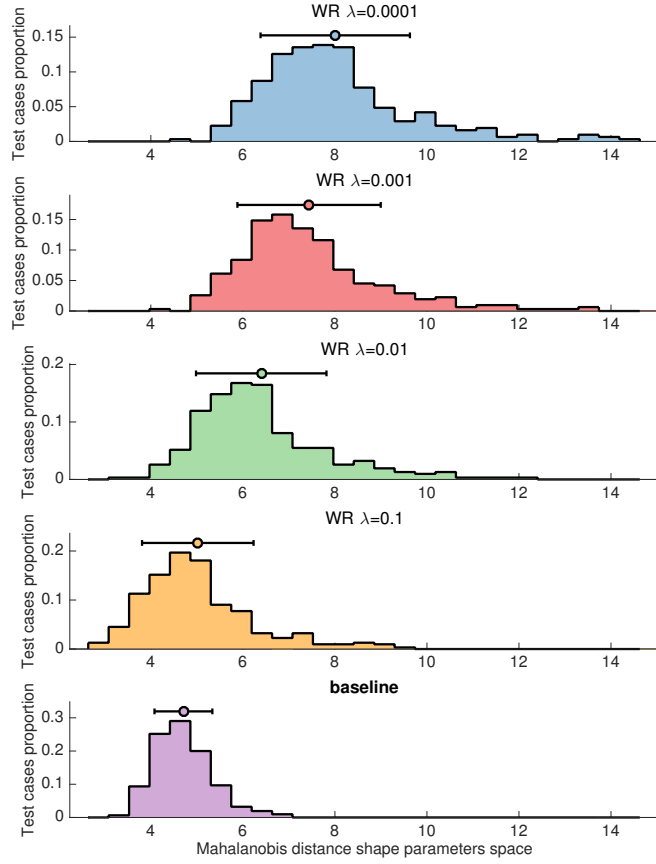 WR λ=0.0001
Test cases proportion
0.15
0.1
0.05
0
4 6 8 10 12 14
WR λ=0.001
Test cases proportion
0.15
0.1
0.05
0
4 6 8 10 12 14
WR λ=0.01
Test cases proportion
0.2
0.1
0
4 6 8 10 12 14
WR λ=0.1
Test cases proportion
0.2
0.1
0
4 6 8 10 12 14
baseline
Test cases proportion
0.3
0.2
0.1
0
4 6 8 10 12 14
Mahalanobis distance shape parameters space